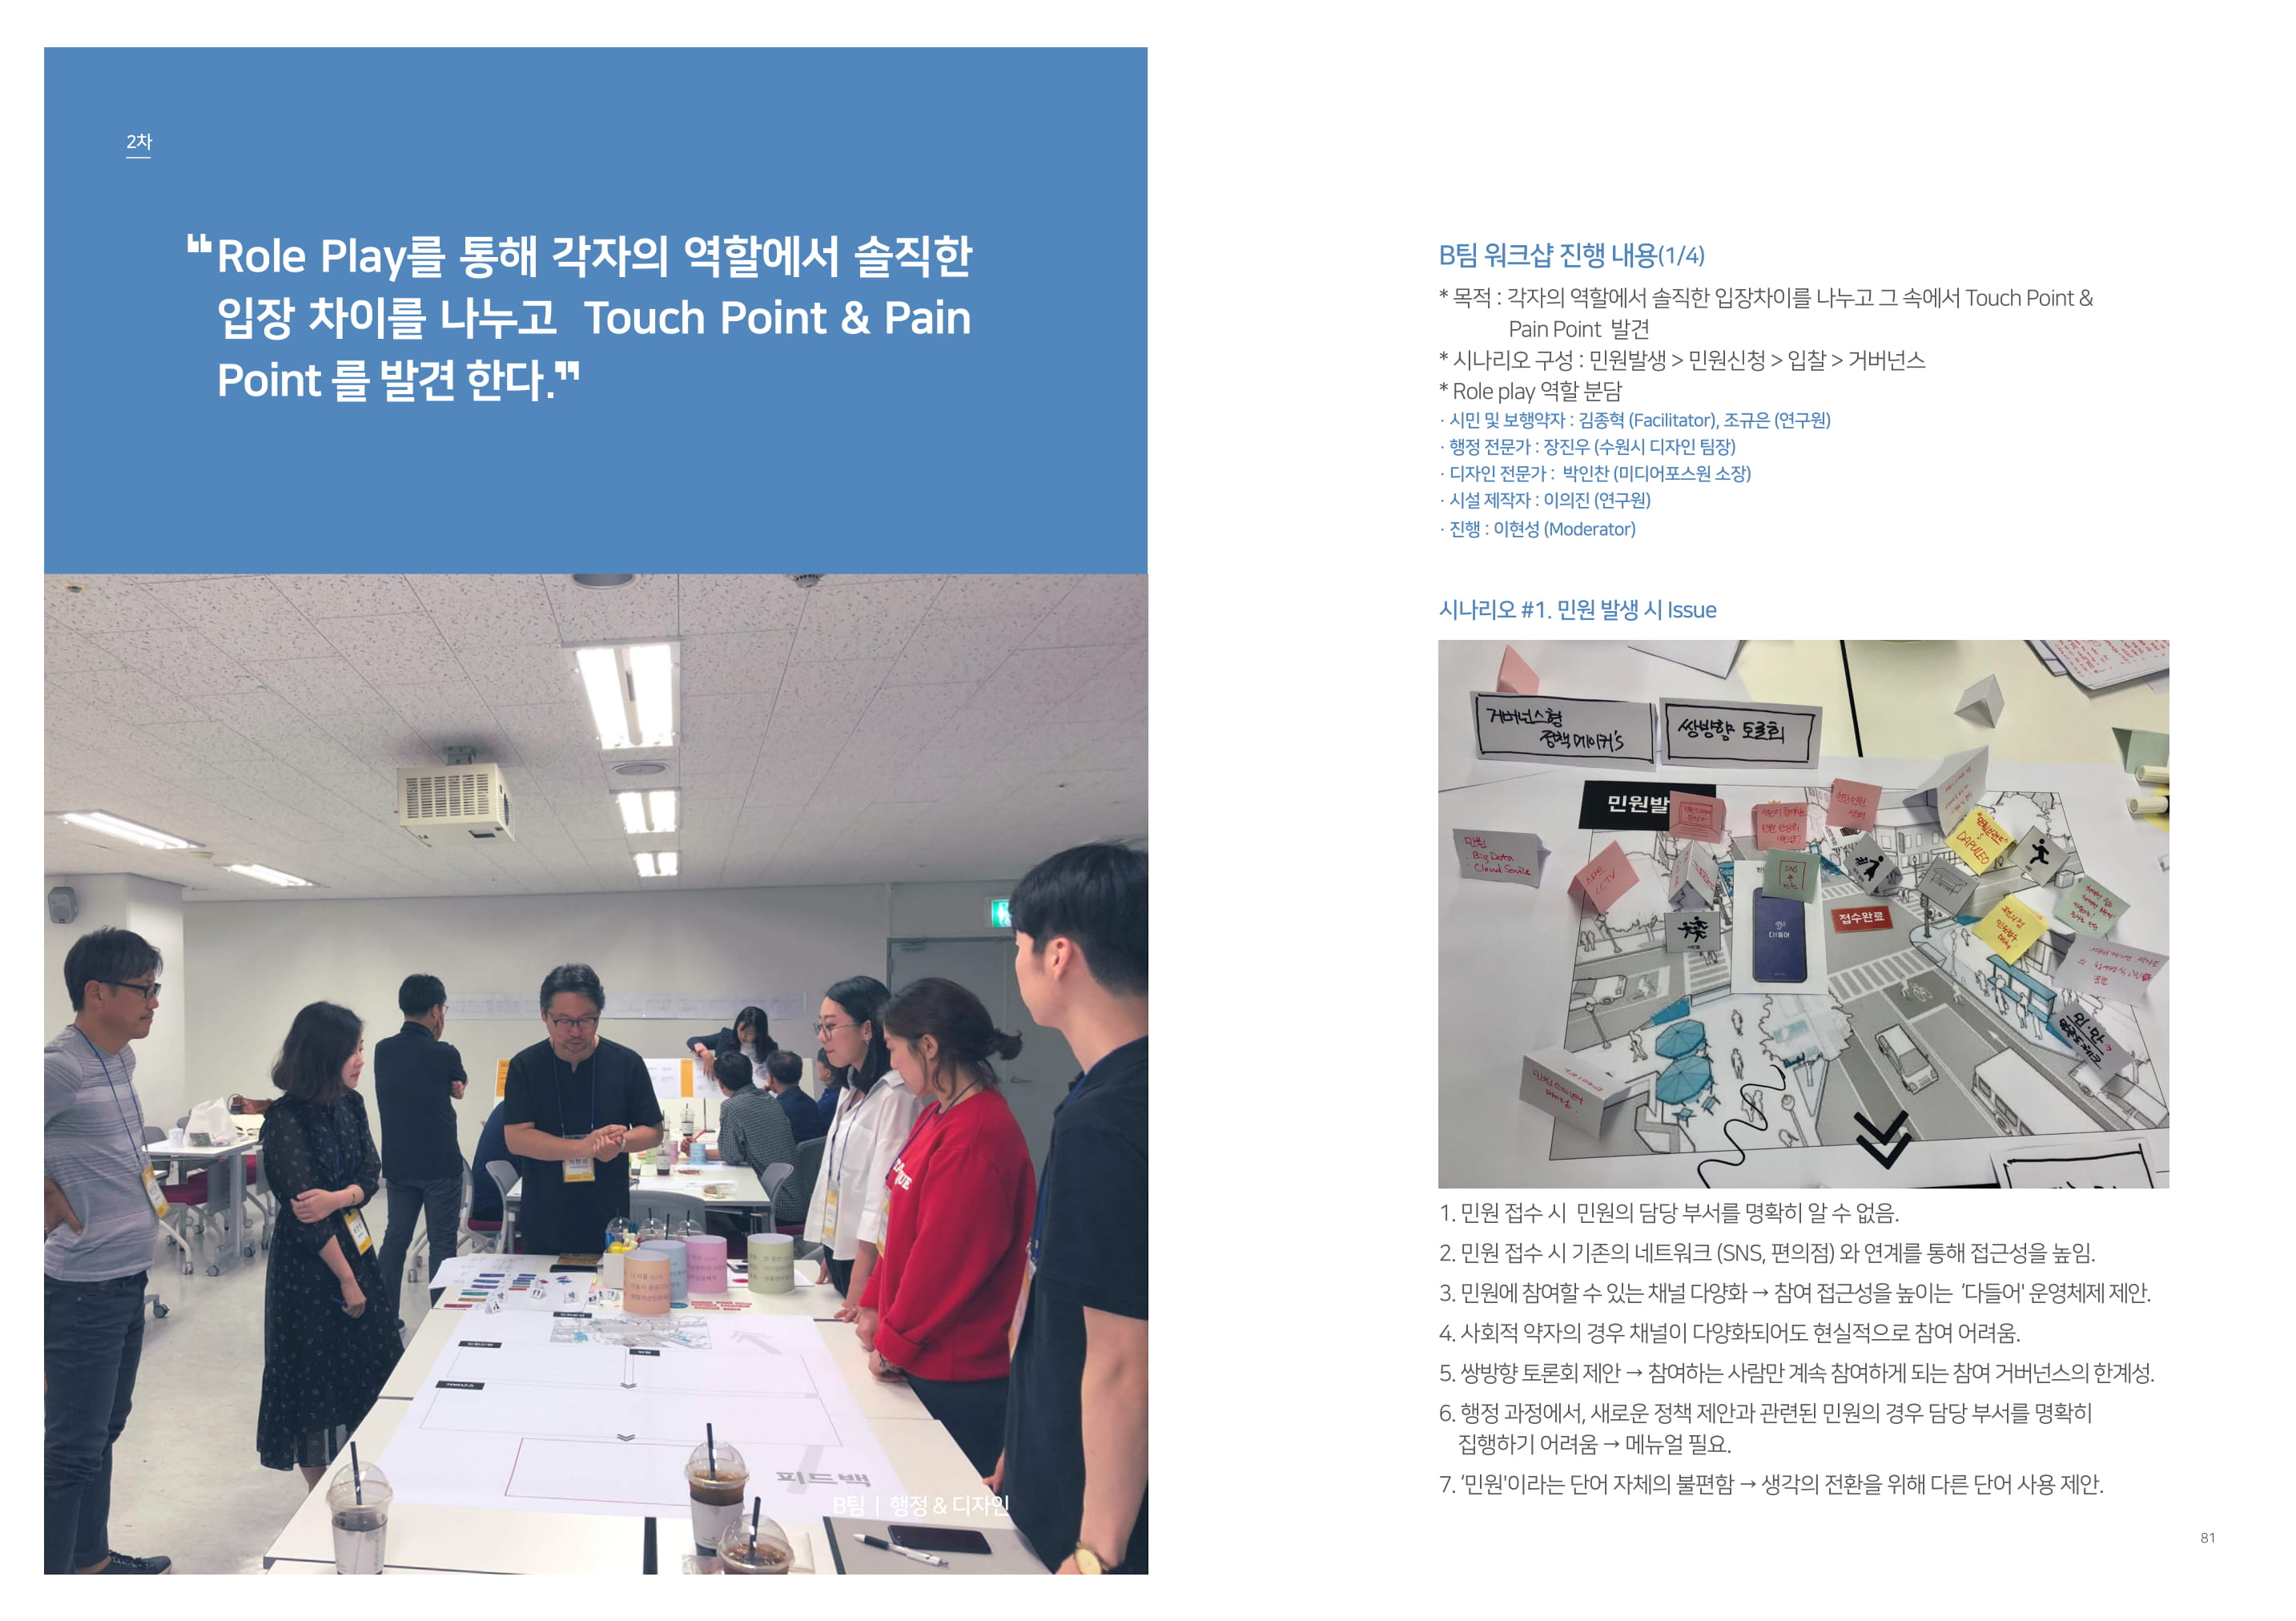 2차
“Role Play를 통해 각자의 역할에서 솔직한
입장 차이를 나누고 Touch Point & Pain
Point 를 발견 한다.”
피드백
B팀 | 행정 & 디자인
B팀 워크샵 진행 내용(1/4)
* 목적 : 각자의 역할에서 솔직한 입장차이를 나누고 그 속에서 Touch Point &
Pain Point 발견
* 시나리오 구성 : 민원발생 > 민원신청 > 입찰 > 거버넌스
* Role play 역할 분담
· 시민 및 보행약자 : 김종혁 (Facilitator), 조규은 (연구원)
· 행정 전문가 : 장진우 (수원시 디자인 팀장)
· 디자인 전문가 : 박인찬 (미디어포스원 소장)
· 시설 제작자 : 이의진 (연구원)
· 진행 : 이현성 (Moderator)
시나리오 #1. 민원 발생 시 Issue
거버넌스형
정책메이커's
쌍방향 토론회
민원발
민원
· Big Data
Cloud
CCTV
SNS
DAPULEO
다들어
접수완료
1. 민원 접수 시 민원의 담당 부서를 명확히 알 수 없음.
2. 민원 접수 시 기존의 네트워크 (SNS, 편의점) 와 연계를 통해 접근성을 높임.
3. 민원에 참여할 수 있는 채널 다양화 → 참여 접근성을 높이는 ‘다들어' 운영체제 제안.
4. 사회적 약자의 경우 채널이 다양화되어도 현실적으로 참여 어려움.
5. 쌍방향 토론회 제안 → 참여하는 사람만 계속 참여하게 되는 참여 거버넌스의 한계성.
6. 행정 과정에서, 새로운 정책 제안과 관련된 민원의 경우 담당 부서를 명확히
집행하기 어려움 → 메뉴얼 필요.
7. ‘민원'이라는 단어 자체의 불편함 → 생각의 전환을 위해 다른 단어 사용 제안.
81